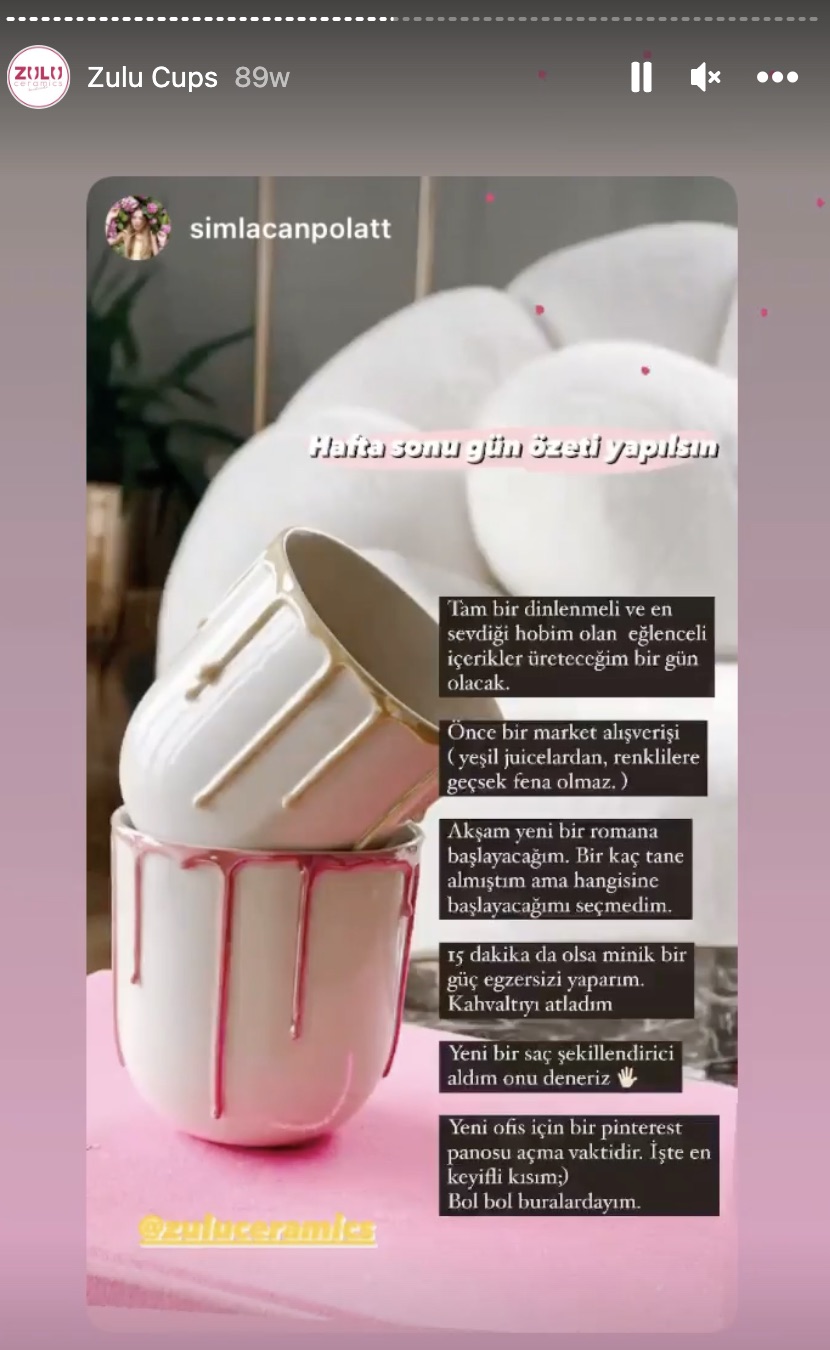 ZULU
ceramics
Zulu Cups 89w
simlacanpolatt
Hafta sonu gün özeti yapılsın
Tam bir dinlenmeli ve en
sevdiği hobim olan eğlenceli
içerikler üreteceğim bir gün
olacak.
Önce bir market alışverişi
( yeşil juicelardan, renklilere
geçsek fena olmaz. )
Akşam yeni bir romana
başlayacağım. Bir kaç tane
almıştım ama hangisine
başlayacağımı seçmedim.
15 dakika da olsa minik bir
güç egzersizi yaparım.
Kahvaltıyı atladım
Yeni bir saç şekillendirici
aldım onu deneriz 🖐🏻
Yeni ofis için bir pinterest
panosu açma vaktidir. İşte en
keyifli kısım;)
Bol bol buralardayım.
@zuluceramics